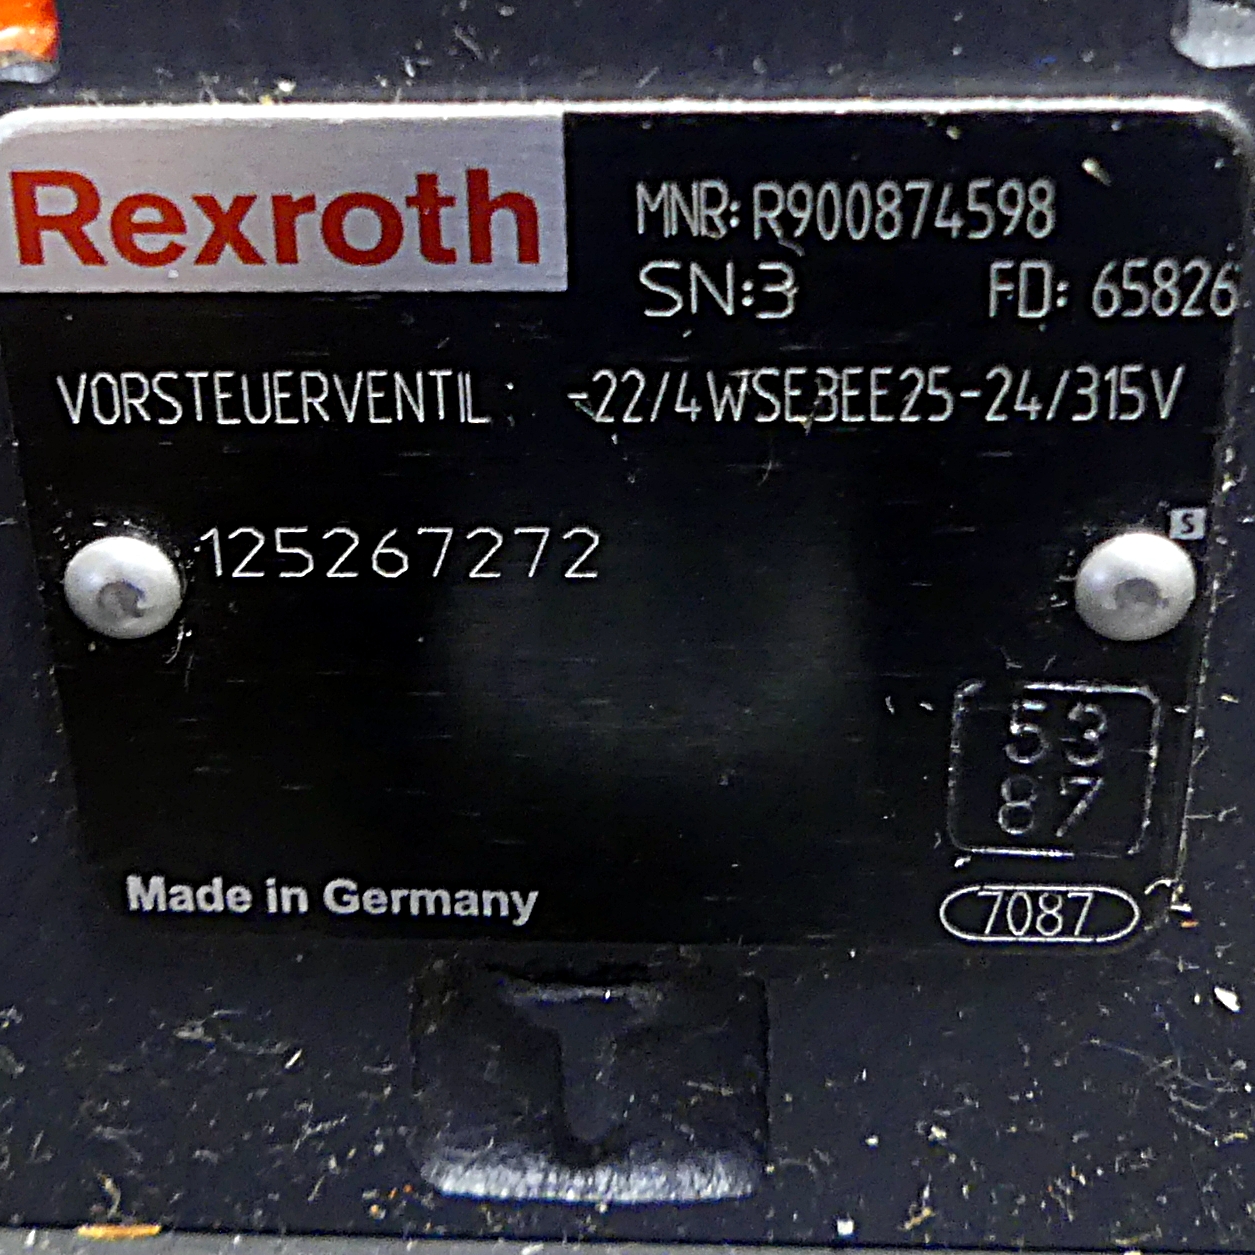 Rexroth
MNR: R900874598
SN:3 FD: 65826
VORSTEUERVENTIL: -22/4WSE3EE25-24/315V
S
125267272
53
87
Made in Germany
7087